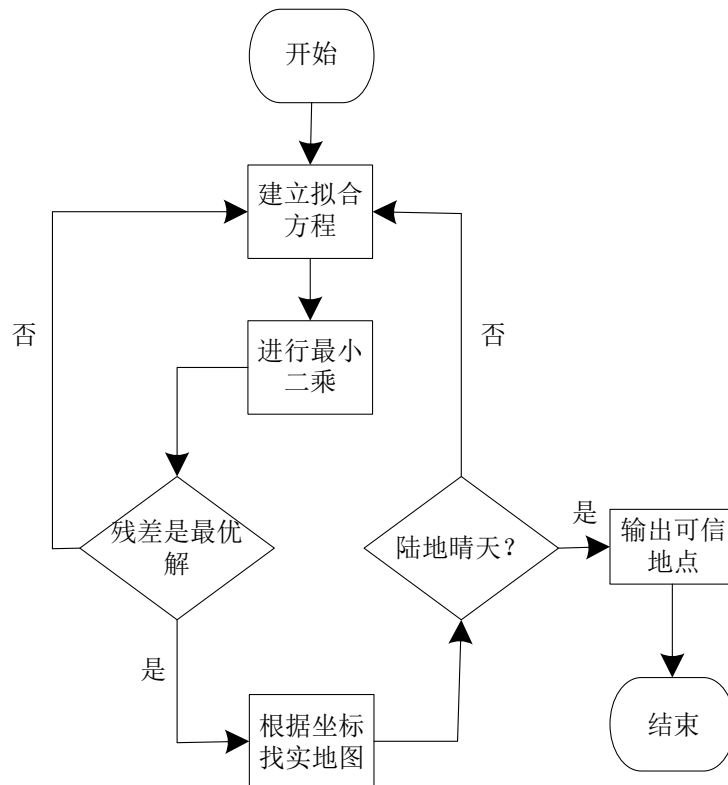 开始
建立拟合
方程
否
否
进行最小
二乘
残差是最优
解
陆地晴天?
是
输出可信
地点
是
根据坐标
找实地图
结束